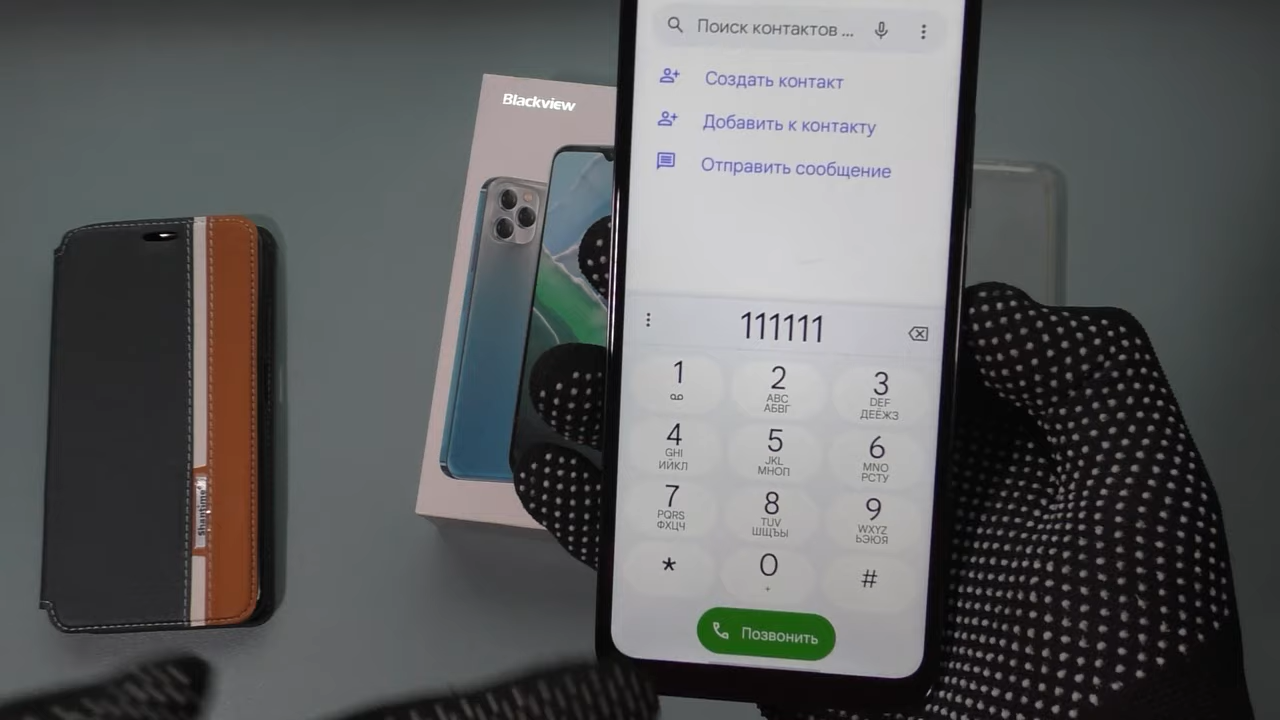 Поиск контактов ...
Создать контакт
Добавить к контакту
Отправить сообщение
Blackview
111111
1
2
ABC
АБВГ
3
DEF
ДЕЁЖЗ
4
GHI
ИЙКЛ
5
JKL
МНОП
6
MNO
РСТУ
7
PQRS
ФХЦЧ
8
TUV
ШЩЪЫ
9
WXYZ
ЬЭЮЯ
*
0
+
#
Позвонить
Shantime